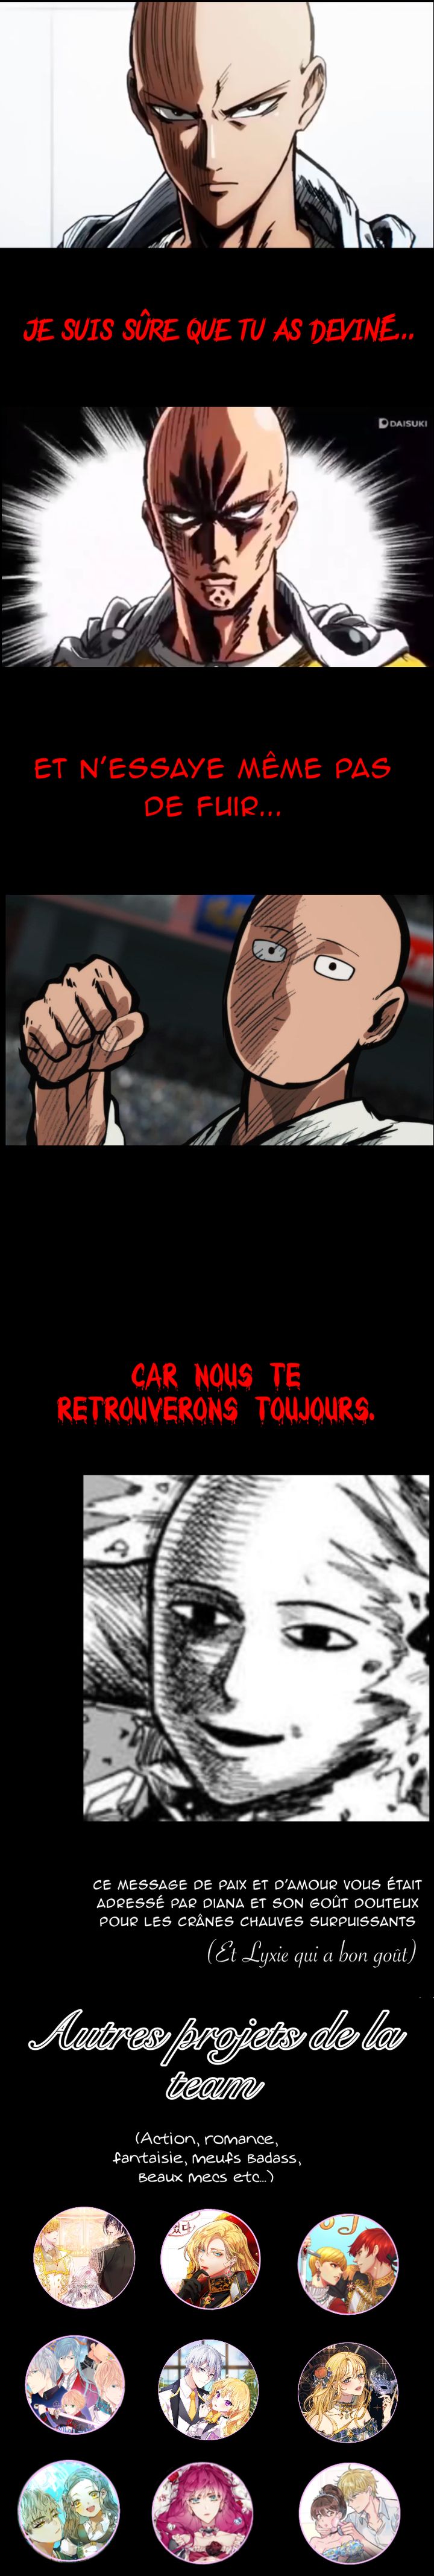 JE SUIS SÛRE QUE TU AS DEVINÉ...
DAISUKI
ET N'ESSAYE MÊME PAS
DE FUIR...
CAR NOUS TE
RETROUVERONS TOUJOURS.
CE MESSAGE DE PAIX ET D'AMOUR VOUS ÉTAIT
ADRESSÉ PAR DIANA ET SON GOÛT DOUTEUX
POUR LES CRÂNES CHAUVES SURPUISSANTS
(Et Lyxie qui a bon goût)
Autres projets de la
team
(Action, romance,
fantaisie, meufs badass,
Beaux mecs etc...)